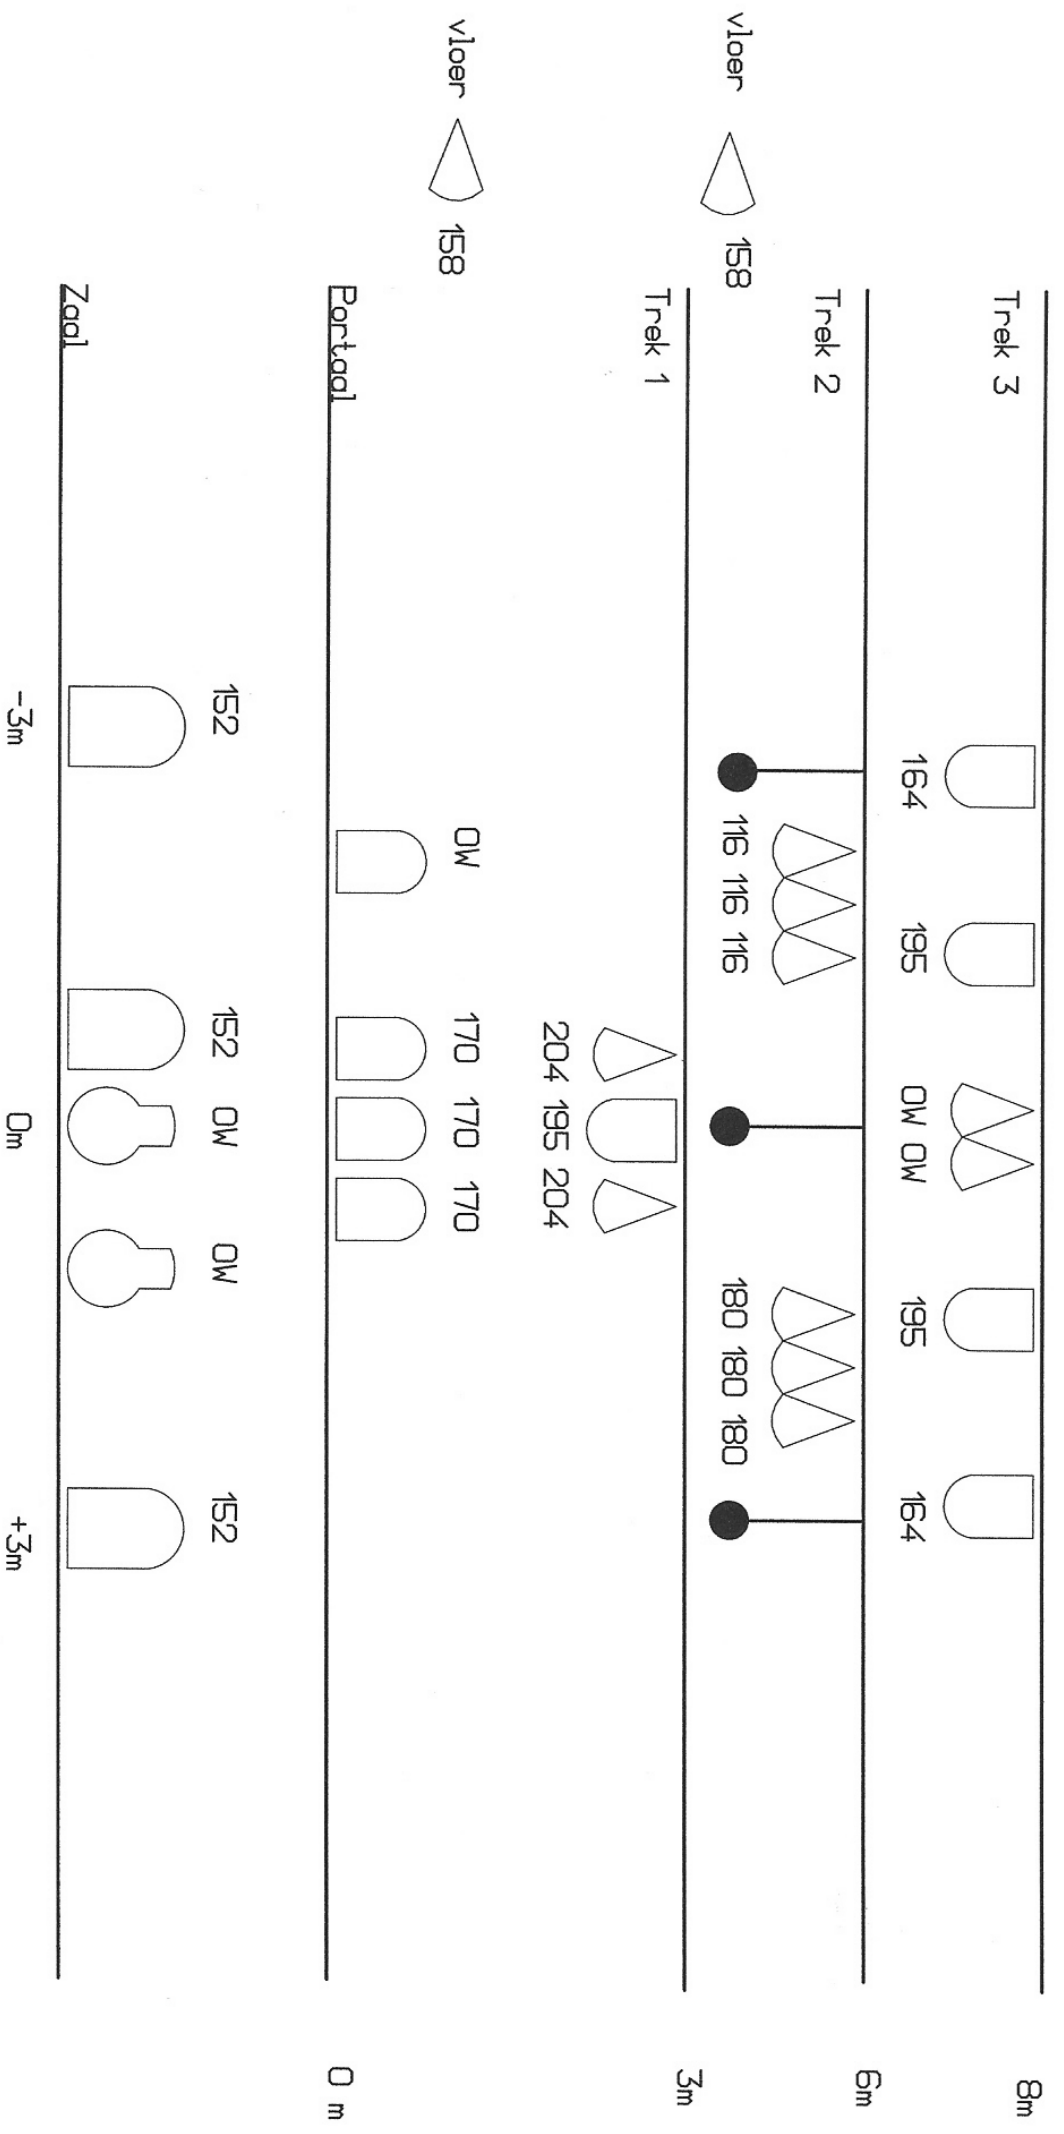 Trek 3 8m
164 195 OW OW 195 164
Trek 2 6m
vloer 158 116 116 116 180 180 180
Trek 1 3m
204 195 204
vloer 158 OW 170 170 170
Portaal 0 m
152 152 OW OW 152
Zaal
-3m 0m +3m